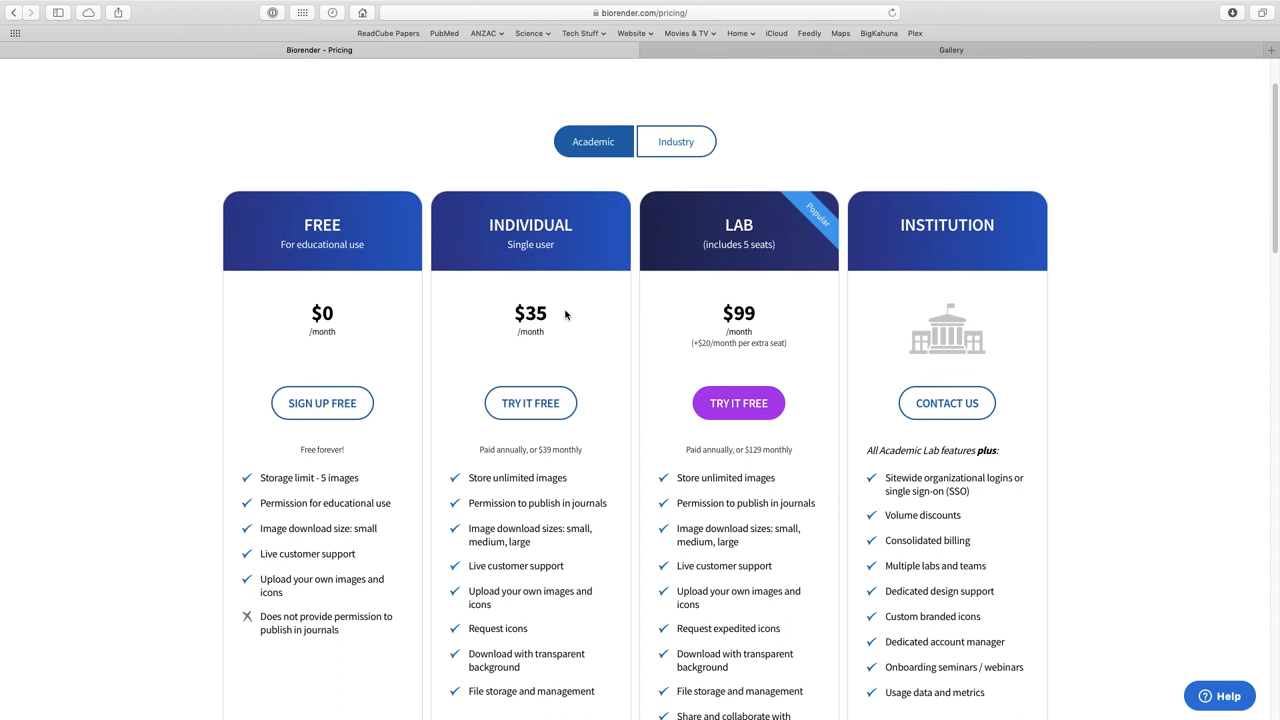 biorender.com/pricing/
ReadCube Papers PubMed ANZAC Science Tech Stuff Website Movies & TV Home iCloud Feedly Maps BigKahuna Plex
Biorender - Pricing
Gallery
Academic
Industry
FREE
For educational use
$0
/month
SIGN UP FREE
Free forever!
Storage limit - 5 images
Permission for educational use
Image download size: small
Live customer support
Upload your own images and
icons
Does not provide permission to
publish in journals
INDIVIDUAL
Single user
$35
/month
TRY IT FREE
Paid annually, or $39 monthly
Store unlimited images
Permission to publish in journals
Image download sizes: small,
medium, large
Live customer support
Upload your own images and
icons
Request icons
Download with transparent
background
File storage and management
LAB
(includes 5 seats)
Popular
$99
/month
(+$20/month per extra seat)
TRY IT FREE
Paid annually, or $129 monthly
Store unlimited images
Permission to publish in journals
Image download sizes: small,
medium, large
Live customer support
Upload your own images and
icons
Request expedited icons
Download with transparent
background
File storage and management
Share and collaborate with
INSTITUTION
CONTACT US
All Academic Lab features plus:
Sitewide organizational logins or
single sign-on (SSO)
Volume discounts
Consolidated billing
Multiple labs and teams
Dedicated design support
Custom branded icons
Dedicated account manager
Onboarding seminars / webinars
Usage data and metrics
Help